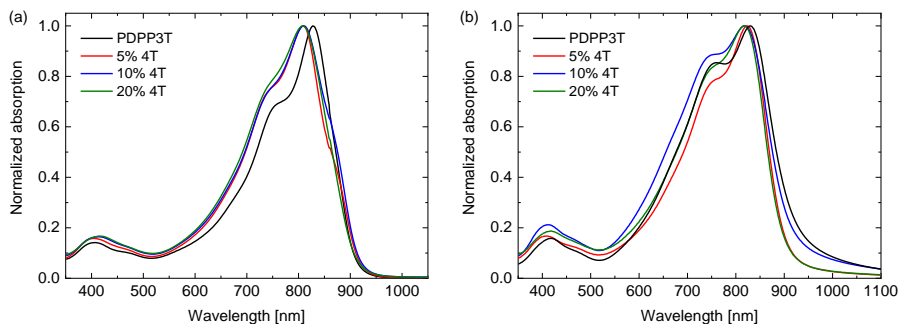 (a)
PDPP3T
5% 4T
10% 4T
20% 4T
Normalized absorption
1.0
0.8
0.6
0.4
0.2
0.0
400 500 600 700 800 900 1000
Wavelength [nm]
(b)
PDPP3T
5% 4T
10% 4T
20% 4T
Normalized absorption
1.0
0.8
0.6
0.4
0.2
0.0
400 500 600 700 800 900 1000 1100
Wavelength [nm]